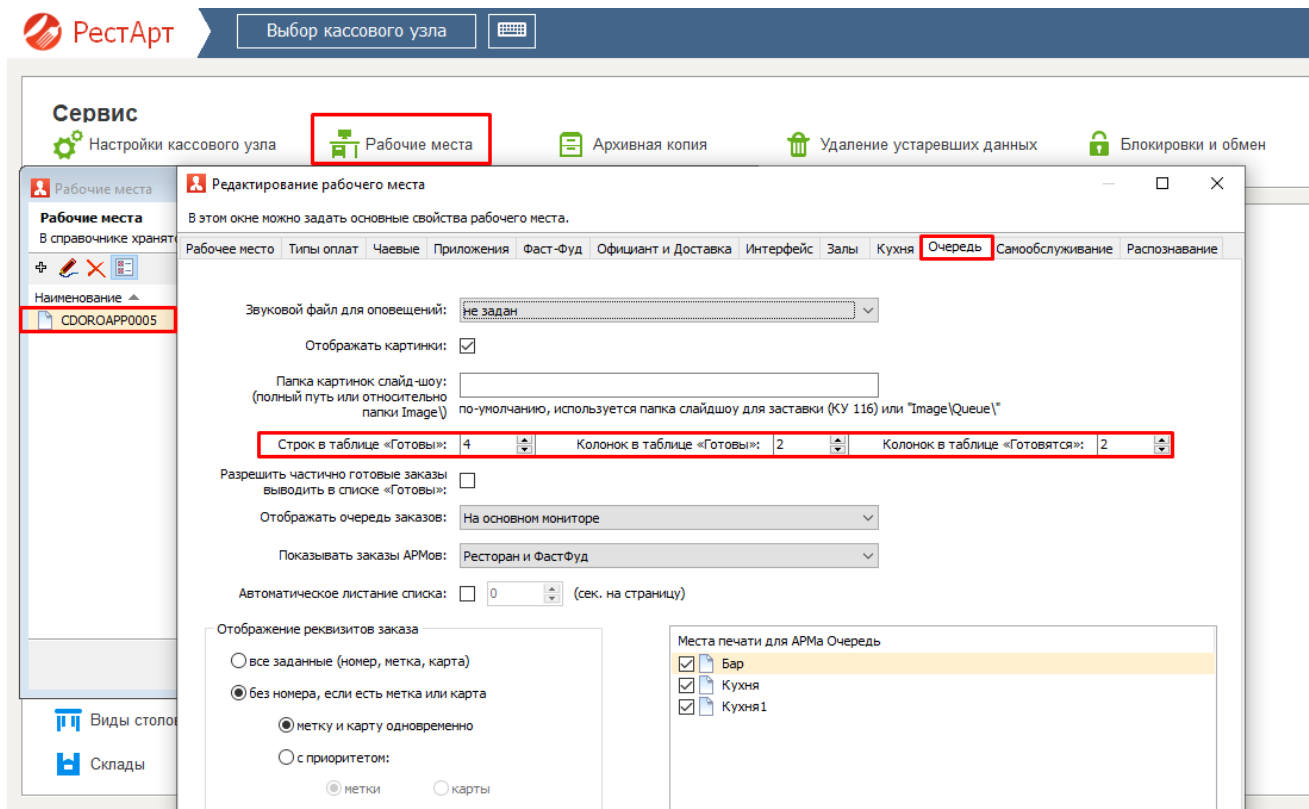 РестАрт
Выбор кассового узла
Сервис
Настройки кассового узла
Рабочие места
Архивная копия
Удаление устаревших данных
Блокировки и обмен
Рабочие места
Рабочие места
В справочнике хранятс
Наименование
CDOROAPP0005
Виды столо
Склады
Редактирование рабочего места
В этом окне можно задать основные свойства рабочего места.
Рабочее место Типы оплат Чаевые Приложения Фаст-Фуд Официант и Доставка Интерфейс Залы Кухня Очередь Самообслуживание Распознавание
Звуковой файл для оповещений: не задан
Отображать картинки:
Папка картинок слайд-шоу:
(полный путь или относительно
папки Image\) по-умолчанию, используется папка слайдшоу для заставки (КУ 116) или "Image\Queue\"
Строк в таблице «Готовы»: 4 Колонок в таблице «Готовы»: 2 Колонок в таблице «Готовятся»: 2
Разрешить частично готовые заказы
выводить в списке «Готовы»:
Отображать очередь заказов: На основном мониторе
Показывать заказы АРМов: Ресторан и ФастФуд
Автоматическое листание списка: 0 (сек. на страницу)
Отображение реквизитов заказа
все заданные (номер, метка, карта)
без номера, если есть метка или карта
метку и карту одновременно
с приоритетом:
метки карты
Места печати для АРМа Очередь
Бар
Кухня
Кухня1